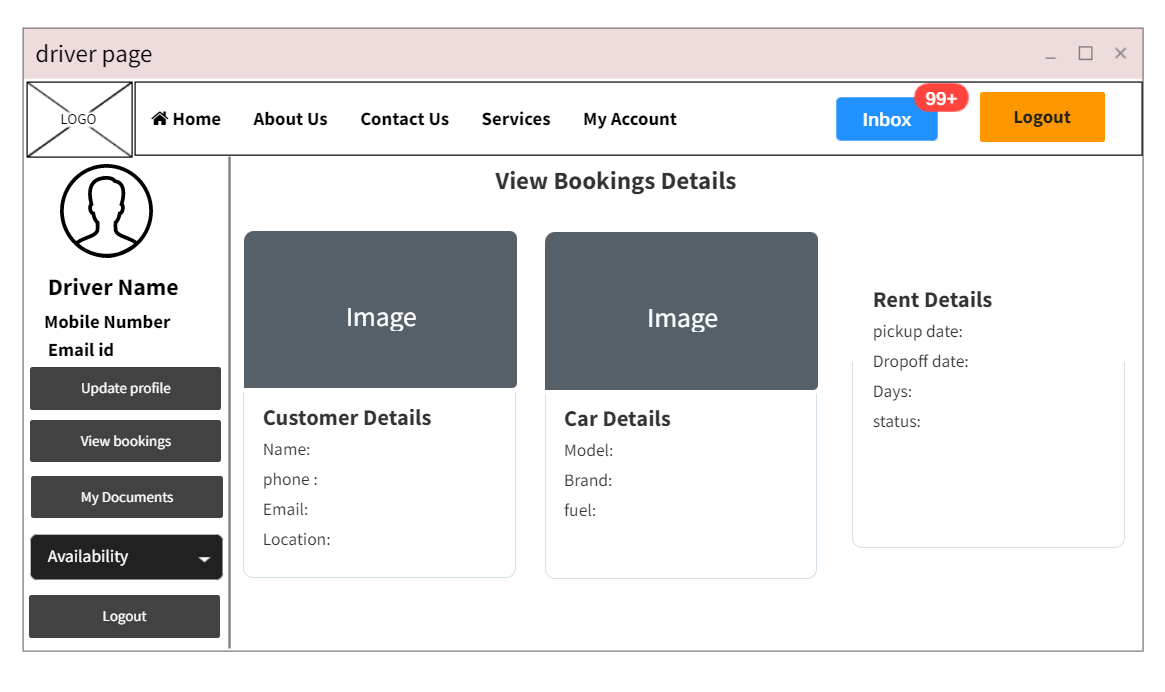 driver page
LOGO
Home About Us Contact Us Services My Account Inbox 99+ Logout
Driver Name
Mobile Number
Email id
Update profile
View bookings
My Documents
Availability
Logout
View Bookings Details
Image
Customer Details
Name:
phone :
Email:
Location:
Image
Car Details
Model:
Brand:
fuel:
Rent Details
pickup date:
Dropoff date:
Days:
status: